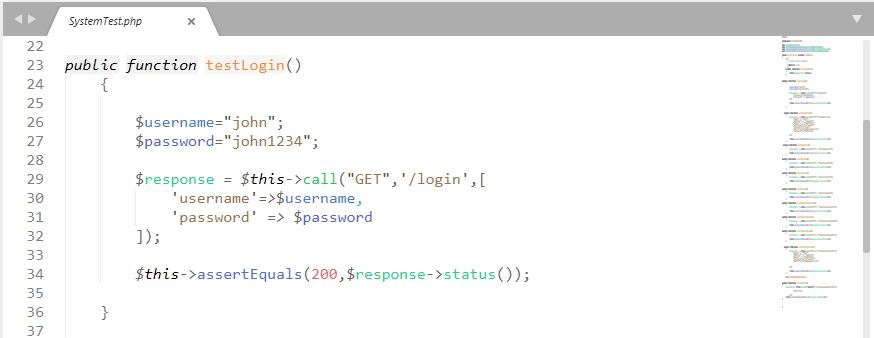 SystemTest.php ×
22
23 public function testLogin()
24 {
25
26 $username="john";
27 $password="john1234";
28
29 $response = $this->call("GET",'/login',[
30 'username'=>$username,
31 'password' => $password
32 ]);
33
34 $this->assertEquals(200,$response->status());
35
36 }
37